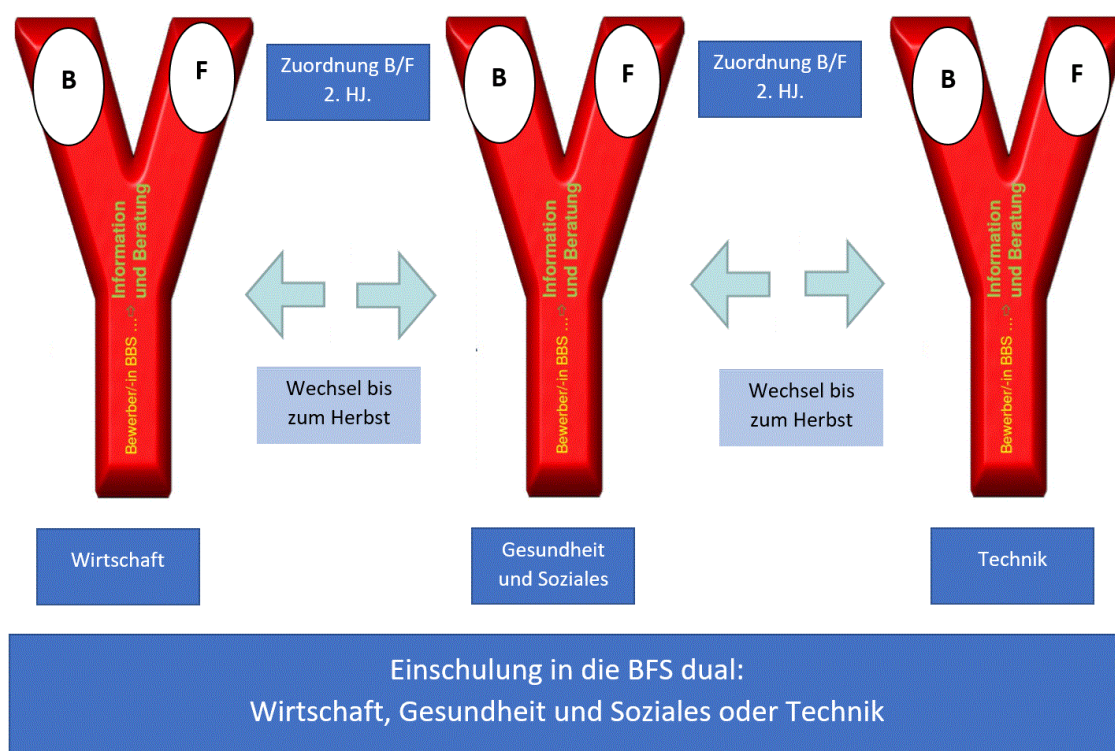 B
F
Zuordnung B/F
2. HJ.
B
F
Zuordnung B/F
2. HJ.
B
F
Information
und Beratung
Bewerber/-in BBS ...⇨
Information
und Beratung
Bewerber/-in BBS ...⇨
Information
und Beratung
Bewerber/-in BBS ...⇨
Wechsel bis
zum Herbst
Wechsel bis
zum Herbst
Wirtschaft
Gesundheit
und Soziales
Technik
Einschulung in die BFS dual:
Wirtschaft, Gesundheit und Soziales oder Technik